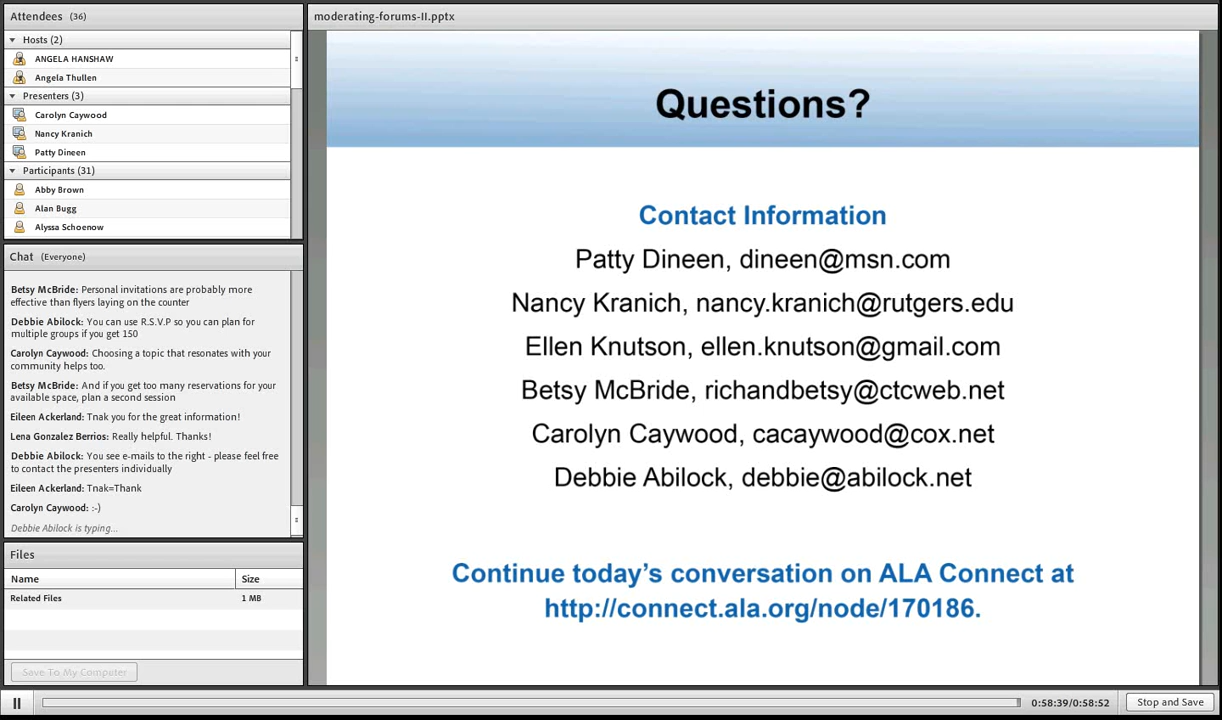 Attendees (36)
Hosts (2)
ANGELA HANSHAW
Angela Thullen
Presenters (3)
Carolyn Caywood
Nancy Kranich
Patty Dineen
Participants (31)
Abby Brown
Alan Bugg
Alyssa Schoenow
Chat (Everyone)
Betsy McBride: Personal invitations are probably more
effective than flyers laying on the counter
Debbie Abilock: You can use R.S.V.P so you can plan for
multiple groups if you get 150
Carolyn Caywood: Choosing a topic that resonates with your
community helps too.
Betsy McBride: And if you get too many reservations for your
available space, plan a second session
Eileen Ackerland: Tnak you for the great information!
Lena Gonzalez Berrios: Really helpful. Thanks!
Debbie Abilock: You see e-mails to the right - please feel free
to contact the presenters individually
Eileen Ackerland: Tnak=Thank
Carolyn Caywood: :-)
Debbie Abilock is typing...
Files
Name Size
Related Files 1 MB
Save To My Computer
moderating-forums-II.pptx
Questions?
Contact Information
Patty Dineen, dineen@msn.com
Nancy Kranich, nancy.kranich@rutgers.edu
Ellen Knutson, ellen.knutson@gmail.com
Betsy McBride, richandbetsy@ctcweb.net
Carolyn Caywood, cacaywood@cox.net
Debbie Abilock, debbie@abilock.net
Continue today's conversation on ALA Connect at
http://connect.ala.org/node/170186.
0:58:39/0:58:52
Stop and Save